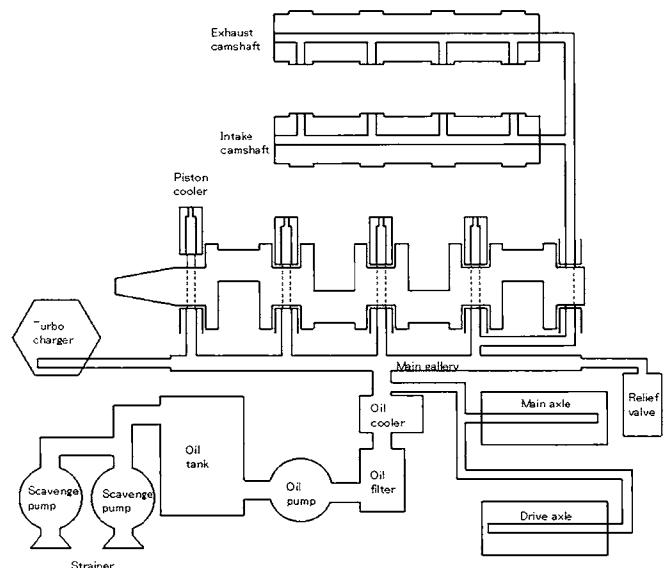 Exhaust
camshaft
Intake
camshaft
Piston
cooler
Turbo
charger
Main gallery
Relief
valve
Main axle
Oil
cooler
Oil
tank
Oil
pump
Oil
filter
Scavenge
pump
Scavenge
pump
Drive axle
Strainer